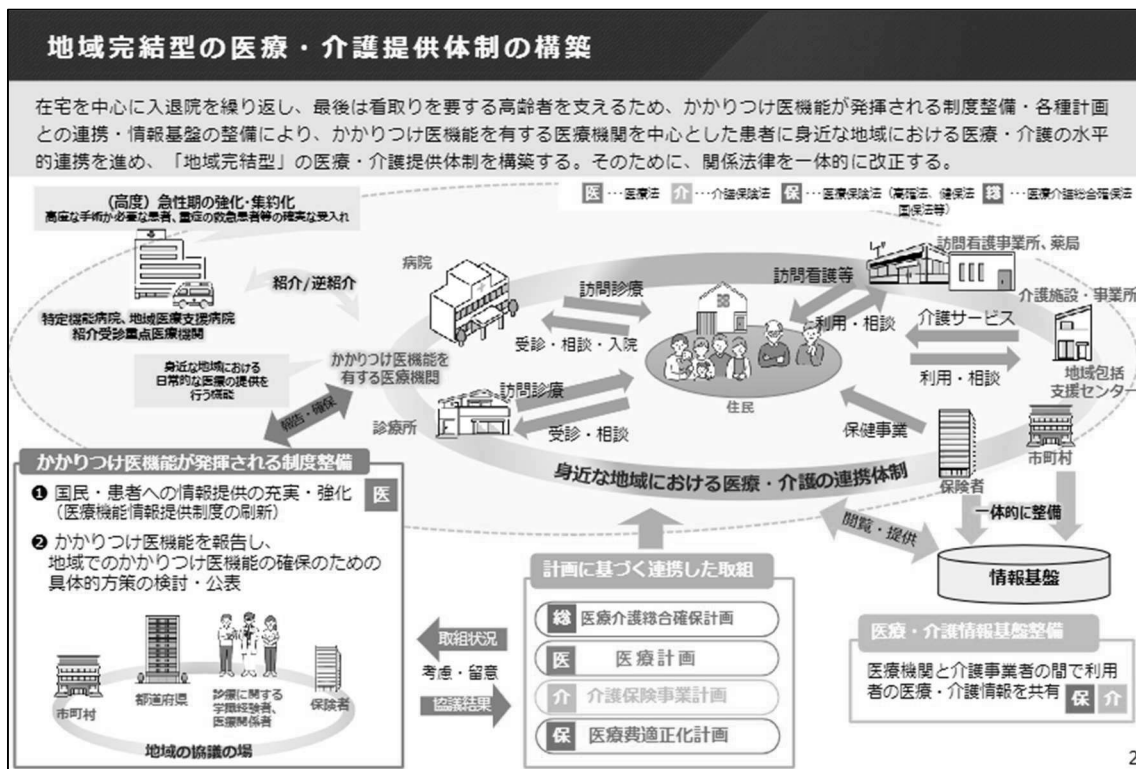 地域完結型の医療・介護提供体制の構築
在宅を中心に入退院を繰り返し、最後は看取りを要する高齢者を支えるため、かかりつけ医機能が発揮される制度整備・各種計画
との連携・情報基盤の整備により、かかりつけ医機能を有する医療機関を中心とした患者に身近な地域における医療・介護の水平
的連携を進め、「地域完結型」の医療・介護提供体制を構築する。そのために、関係法律を一体的に改正する。
医…医療法 介…介護保険法 保…医療保険法(高確法、健保法 総…医療介護総合確保法
国保法等)
(高度)急性期の強化・集約化
高度な手術が必要な患者、重症の救急患者等の確実な受入れ
紹介/逆紹介
特定機能病院、地域医療支援病院
紹介受診重点医療機関
身近な地域における
日常的な医療の提供を
行う機能
かかりつけ医機能を
有する医療機関
病院
訪問診療
受診・相談・入院
診療所
訪問診療
受診・相談
住民
訪問看護事業所、薬局
訪問看護等
利用・相談
介護施設・事業所
介護サービス
利用・相談
地域包括
支援センター
保健事業
保険者
市町村
身近な地域における医療・介護の連携体制
報告・確保
一体的に整備
閲覧・提供
情報基盤
かかりつけ医機能が発揮される制度整備
❶ 国民・患者への情報提供の充実・強化 医
(医療機能情報提供制度の刷新)
❷ かかりつけ医機能を報告し、
地域でのかかりつけ医機能の確保のための
具体的方策の検討・公表
市町村
都道府県
診療に関する
学識経験者、
医療関係者
保険者
地域の協議の場
取組状況
考慮・留意
協議結果
計画に基づく連携した取組
総 医療介護総合確保計画
医 医療計画
介 介護保険事業計画
保 医療費適正化計画
医療・介護情報基盤整備
医療機関と介護事業者の間で利用
者の医療・介護情報を共有 保 介
2